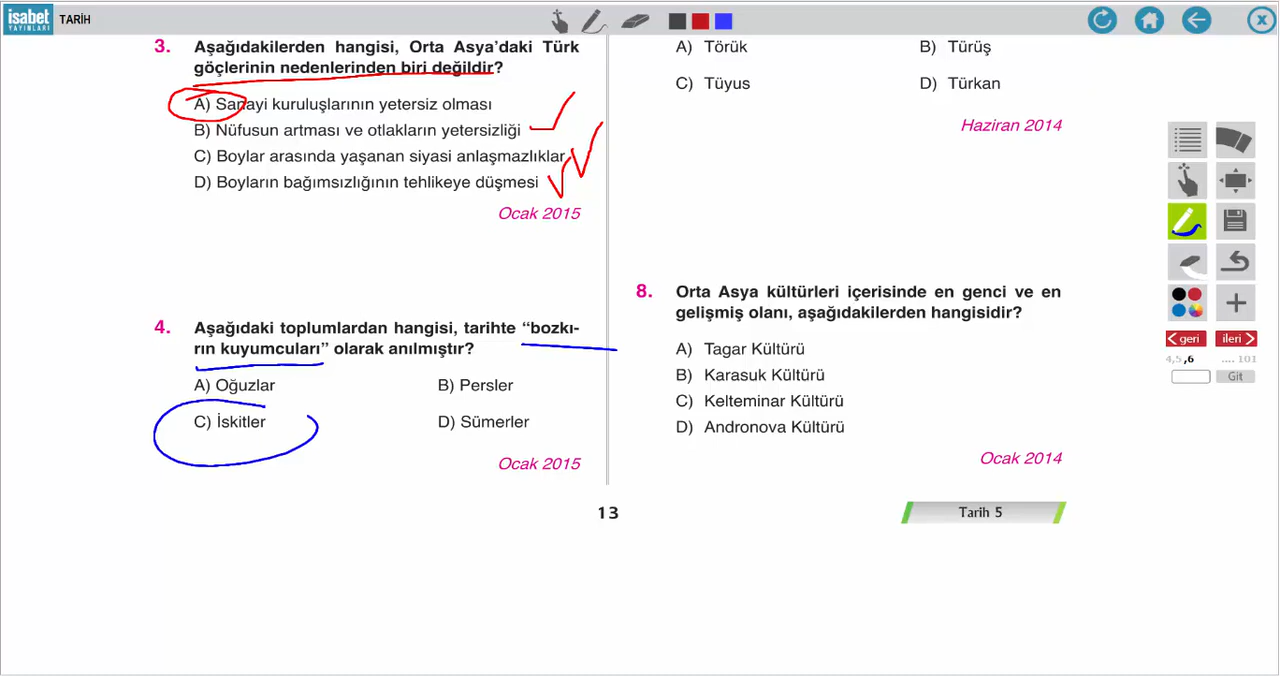 isabet
YAYINLARI
TARİH
3. Aşağıdakilerden hangisi, Orta Asya'daki Türk
göçlerinin nedenlerinden biri değildir?
A) Sanayi kuruluşlarının yetersiz olması
B) Nüfusun artması ve otlakların yetersizliği
C) Boylar arasında yaşanan siyasi anlaşmazlıklar
D) Boyların bağımsızlığının tehlikeye düşmesi
Ocak 2015
4. Aşağıdaki toplumlardan hangisi, tarihte “bozkı-
rın kuyumcuları” olarak anılmıştır?
A) Oğuzlar B) Persler
C) İskitler D) Sümerler
Ocak 2015
A) Törük B) Türüş
C) Tüyus D) Türkan
Haziran 2014
8. Orta Asya kültürleri içerisinde en genci ve en
gelişmiş olanı, aşağıdakilerden hangisidir?
A) Tagar Kültürü
B) Karasuk Kültürü
C) Kelteminar Kültürü
D) Andronova Kültürü
Ocak 2014
13
Tarih 5
geri ileri
4,5,6 .... 101
Git